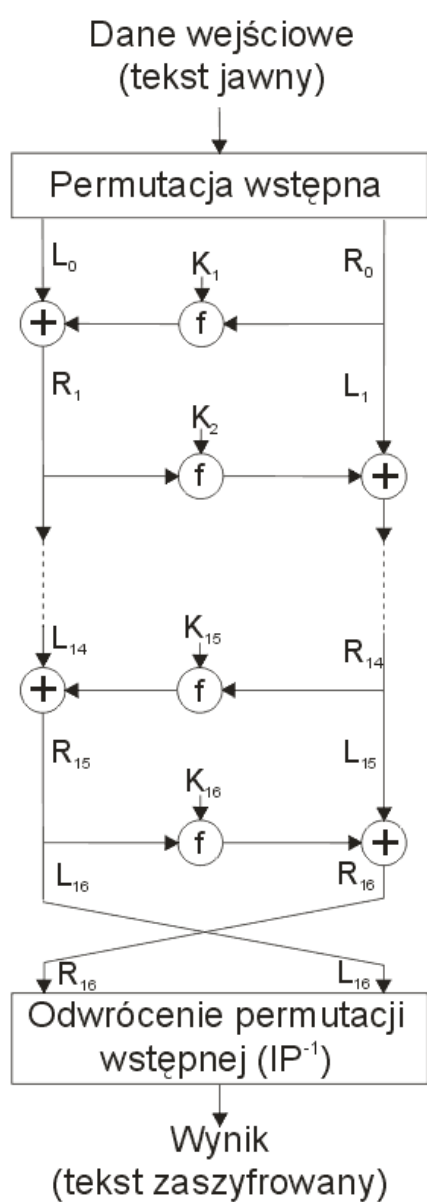 Dane wejściowe
(tekst jawny)
Permutacja wstępna
L₀ K₁ R₀
+ f
R₁ L₁
K₂
f +
L₁₄ K₁₅ R₁₄
+ f
R₁₅ L₁₅
K₁₆
f +
L₁₆ R₁₆
R₁₆ L₁₆
Odwrócenie permutacji
wstępnej (IP⁻¹)
Wynik
(tekst zaszyfrowany)